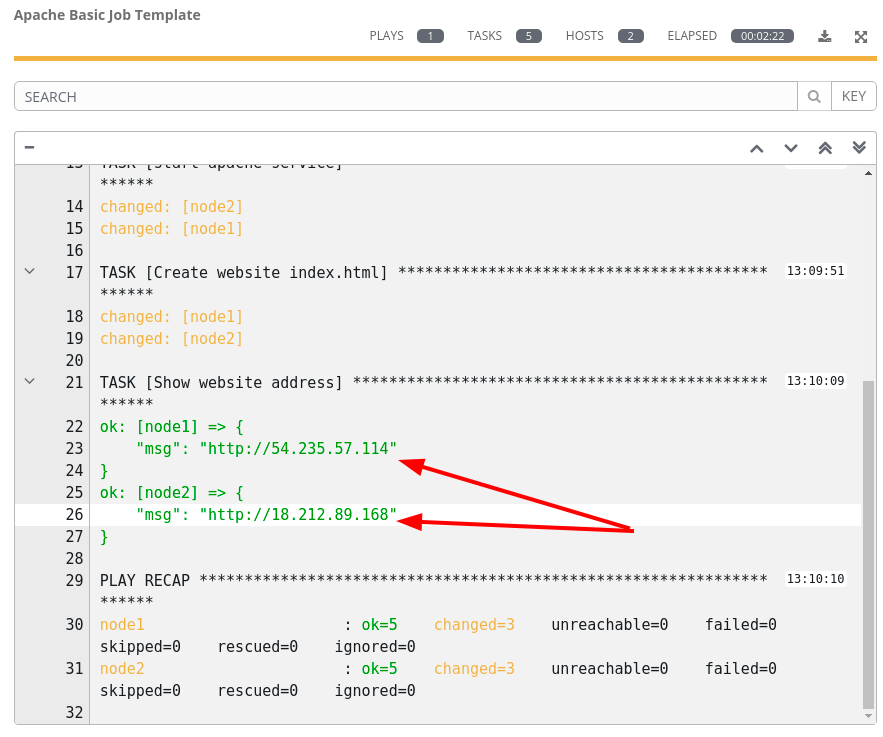 Apache Basic Job Template
PLAYS 1 TASKS 5 HOSTS 2 ELAPSED 00:02:22
SEARCH KEY
13 TASK [Start apache service]
******
14 changed: [node2]
15 changed: [node1]
16
17 TASK [Create website index.html] ***************************************** 13:09:51
******
18 changed: [node1]
19 changed: [node2]
20
21 TASK [Show website address] ********************************************** 13:10:09
******
22 ok: [node1] => {
23 "msg": "http://54.235.57.114"
24 }
25 ok: [node2] => {
26 "msg": "http://18.212.89.168"
27 }
28
29 PLAY RECAP *************************************************************** 13:10:10
******
30 node1 : ok=5 changed=3 unreachable=0 failed=0
skipped=0 rescued=0 ignored=0
31 node2 : ok=5 changed=3 unreachable=0 failed=0
skipped=0 rescued=0 ignored=0
32